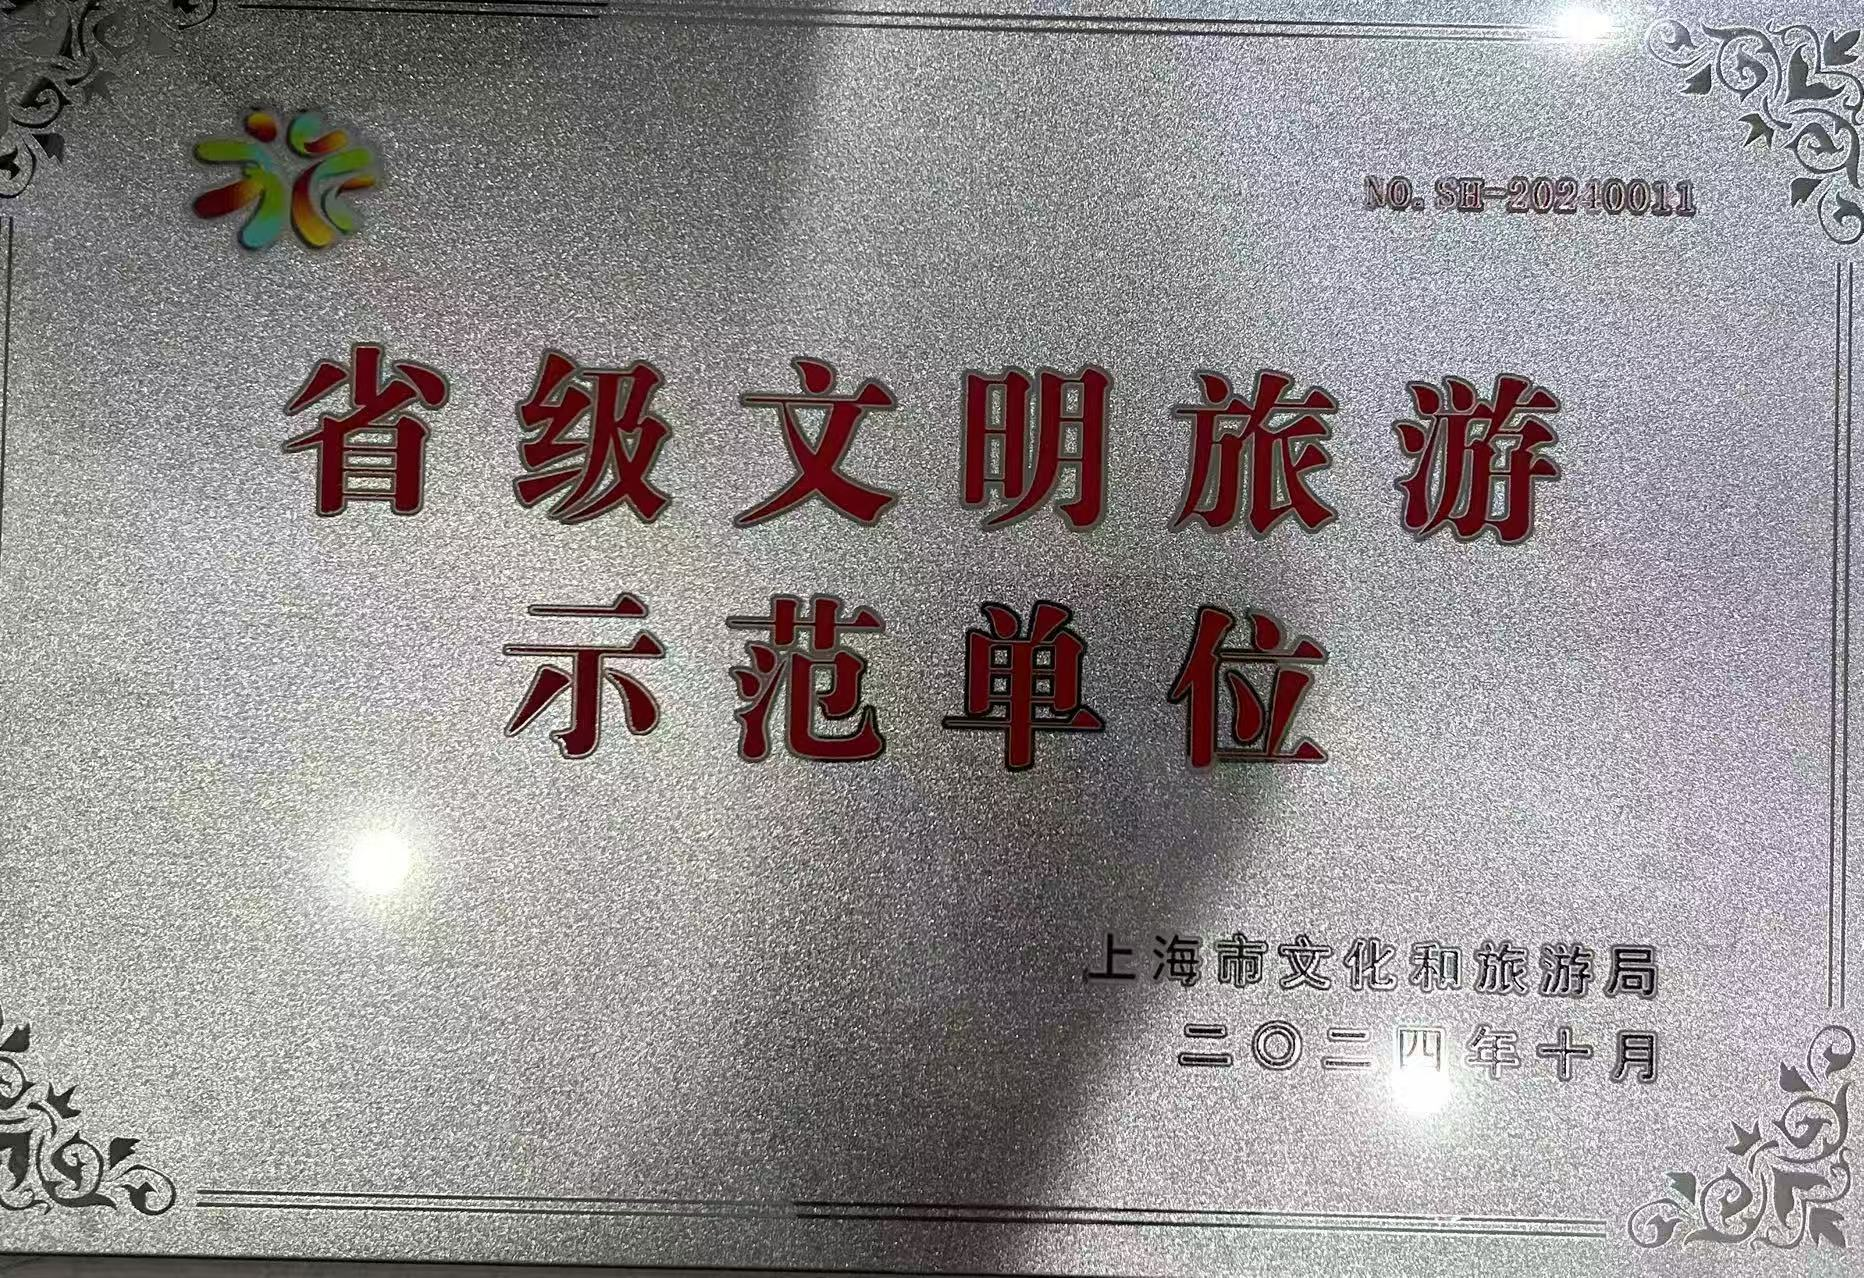 NO.SH-20240011
省级文明旅游
示范单位
上海市文化和旅游局
二〇二四年十月